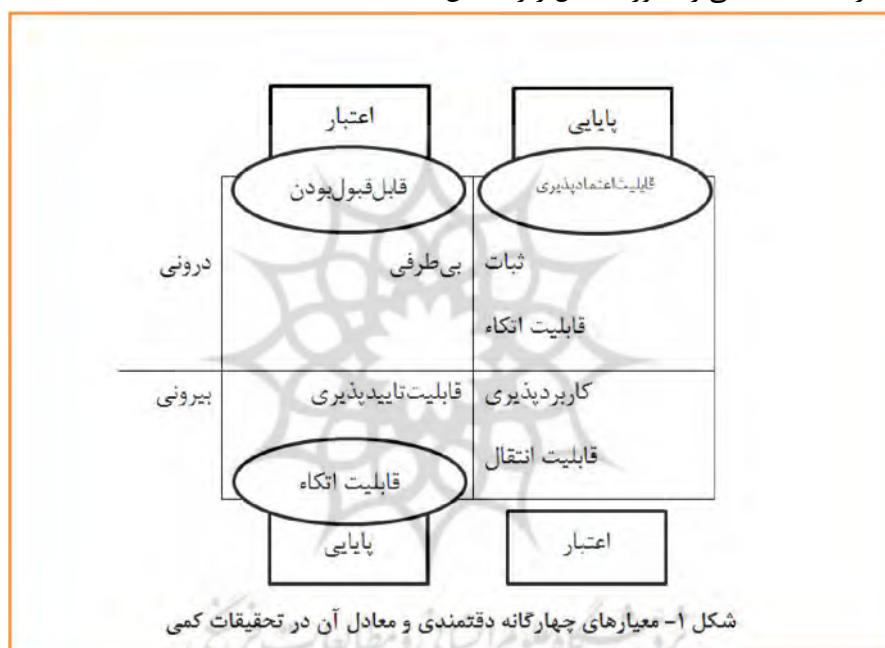 پایایی اعتبار
قابلیت‌اعتمادپذیری قابل‌قبول‌بودن
ثبات بی‌طرفی درونی
قابلیت اتکاء
کاربردپذیری قابلیت‌تاییدپذیری بیرونی
قابلیت انتقال
قابلیت اتکاء
اعتبار پایایی
شکل ۱- معیارهای چهارگانه دقتمندی و معادل آن در تحقیقات کمی